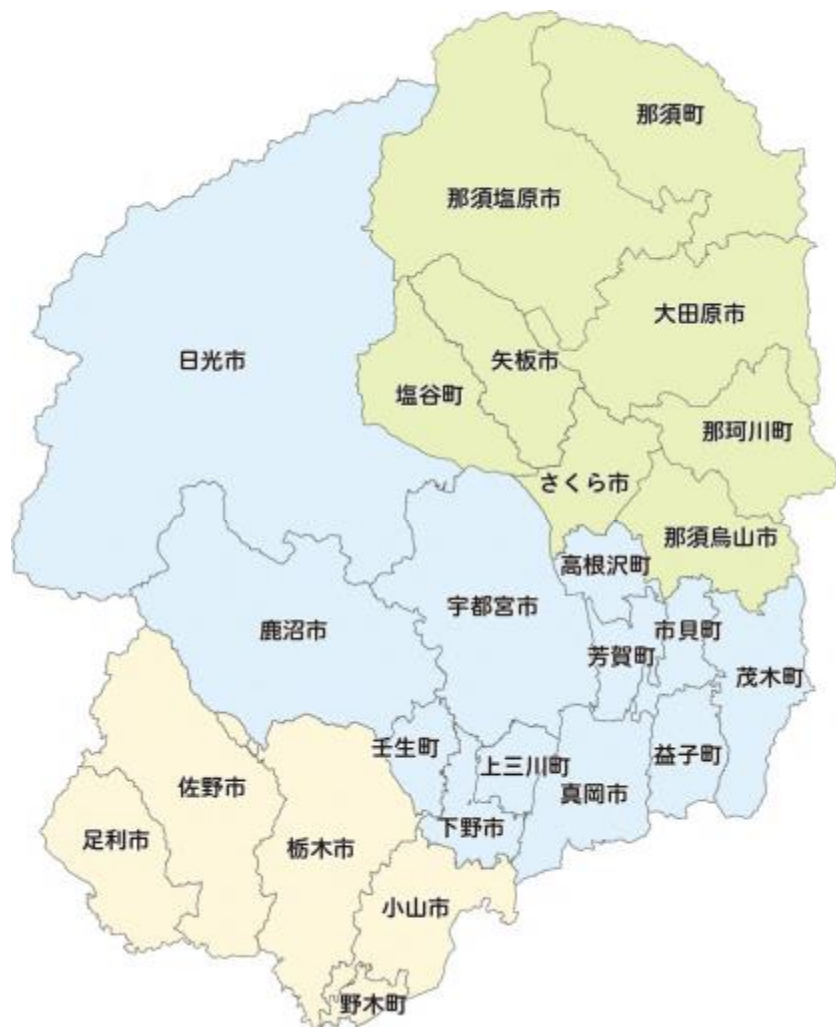 那須町
那須塩原市
大田原市
日光市
矢板市
塩谷町
那珂川町
さくら市
那須烏山市
高根沢町
宇都宮市
鹿沼市
芳賀町
市貝町
茂木町
壬生町
上三川町
益子町
佐野市
真岡市
下野市
足利市
栃木市
小山市
野木町